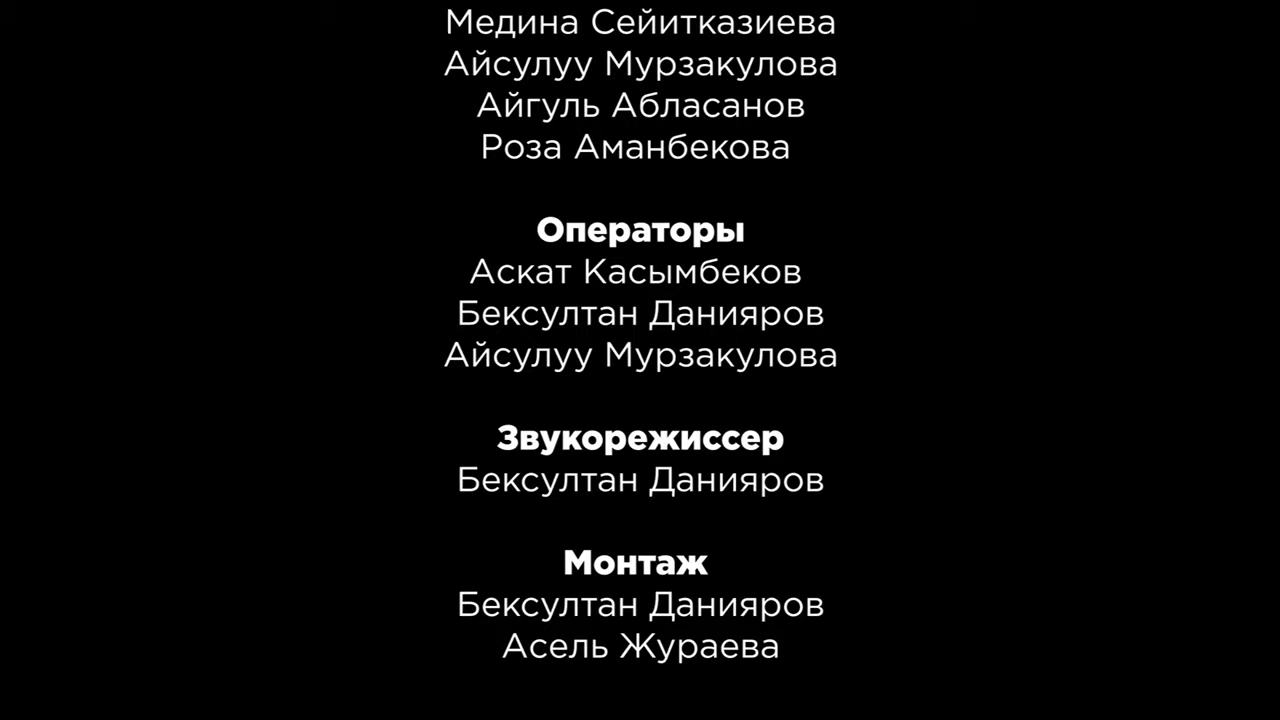 Медина Сейитказиева
Айсулуу Мурзакулова
Айгуль Абласанов
Роза Аманбекова
Операторы
Аскат Касымбеков
Бексултан Данияров
Айсулуу Мурзакулова
Звукорежиссер
Бексултан Данияров
Монтаж
Бексултан Данияров
Асель Жураева